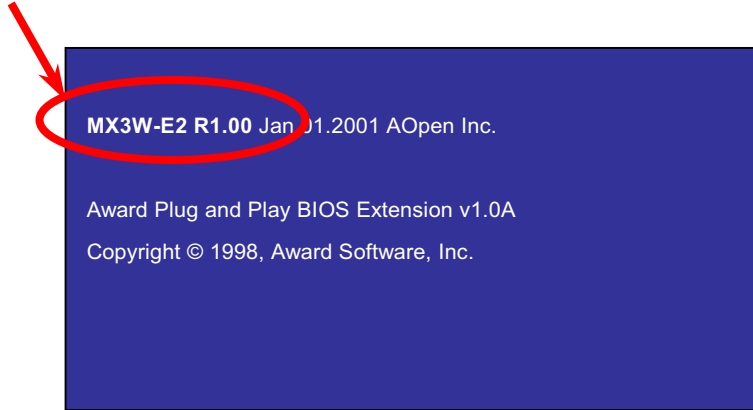 MX3W-E2 R1.00 Jan 01.2001 AOpen Inc.
Award Plug and Play BIOS Extension v1.0A
Copyright © 1998, Award Software, Inc.